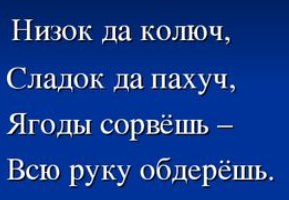 Низок да колюч,
Сладок да пахуч,
Ягоды сорвёшь –
Всю руку обдерёшь.